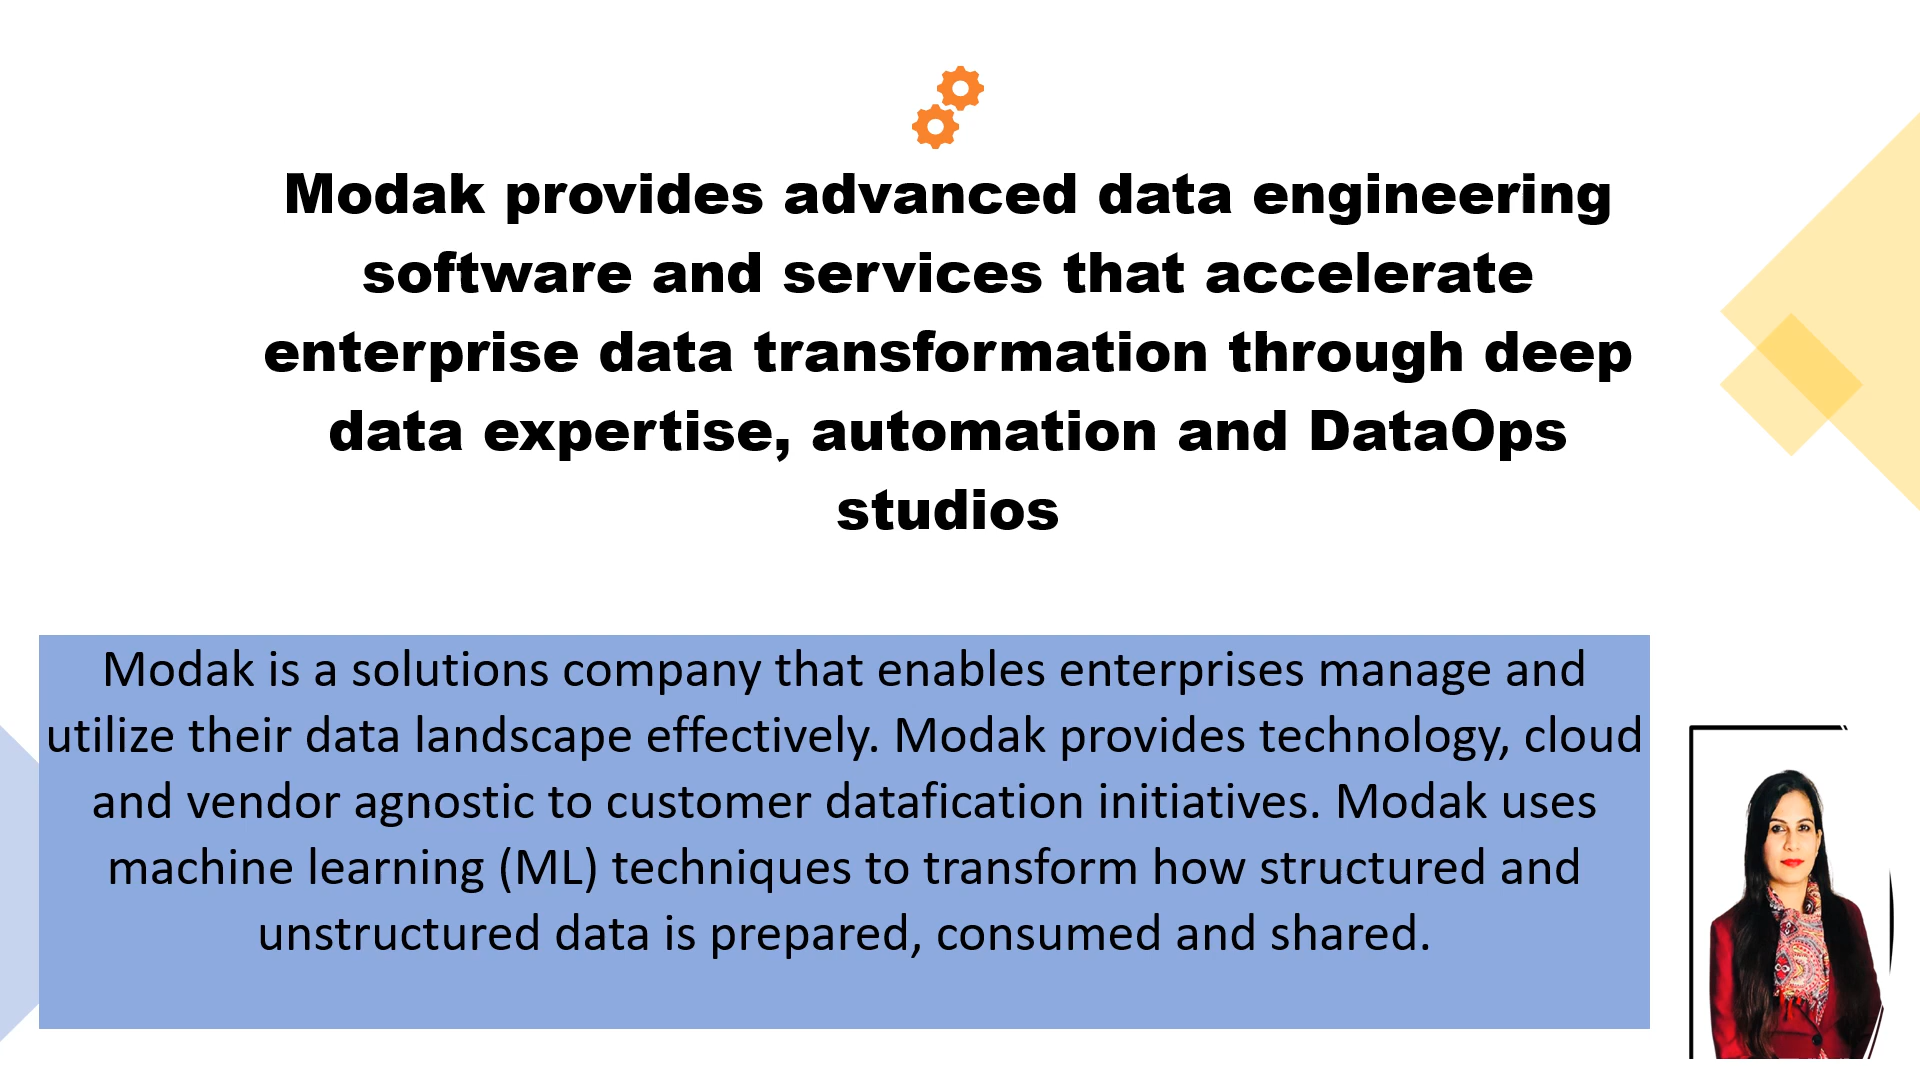 Modak provides advanced data engineering
software and services that accelerate
enterprise data transformation through deep
data expertise, automation and DataOps
studios
Modak is a solutions company that enables enterprises manage and
utilize their data landscape effectively. Modak provides technology, cloud
and vendor agnostic to customer datafication initiatives. Modak uses
machine learning (ML) techniques to transform how structured and
unstructured data is prepared, consumed and shared.